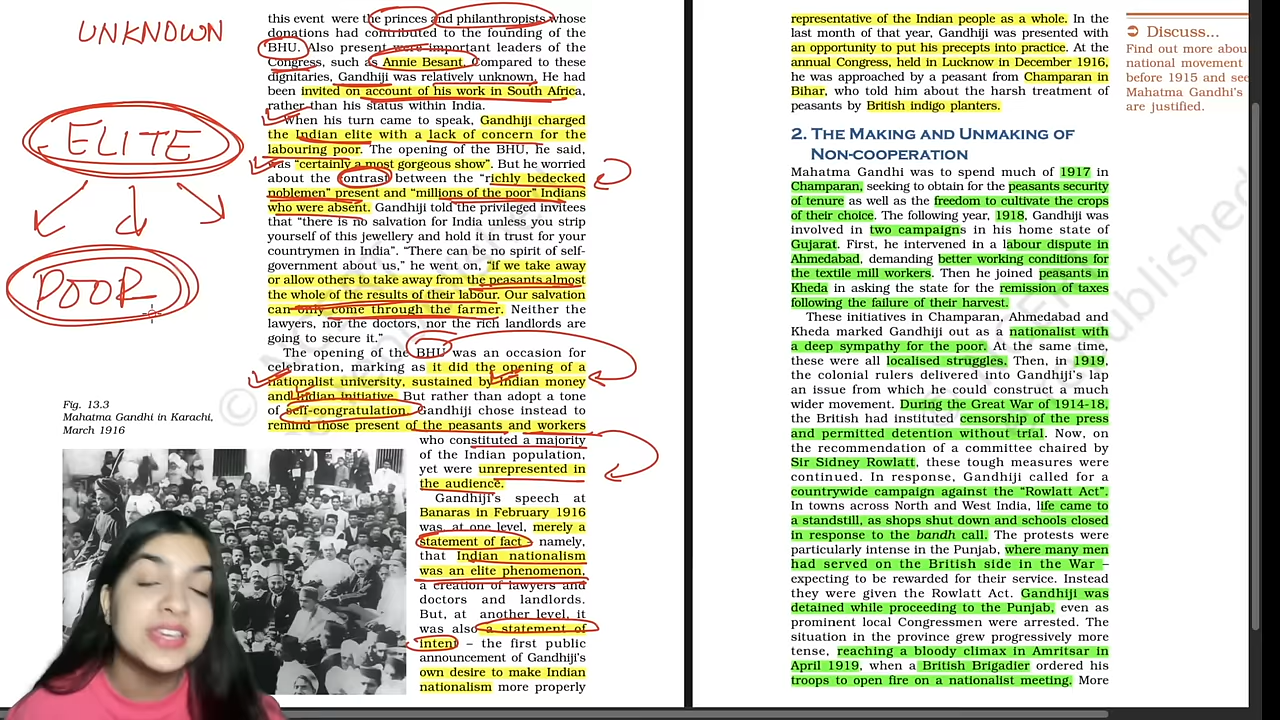 UNKNOWN
ELITE
POOR
this event were the princes and philanthropists whose
donations had contributed to the founding of the
BHU. Also present were important leaders of the
Congress, such as Annie Besant. Compared to these
dignitaries, Gandhiji was relatively unknown. He had
been invited on account of his work in South Africa,
rather than his status within India.
When his turn came to speak, Gandhiji charged
the Indian elite with a lack of concern for the
labouring poor. The opening of the BHU, he said,
was “certainly a most gorgeous show”. But he worried
about the contrast between the “richly bedecked
noblemen” present and “millions of the poor” Indians
who were absent. Gandhiji told the privileged invitees
that “there is no salvation for India unless you strip
yourself of this jewellery and hold it in trust for your
countrymen in India”. “There can be no spirit of self-
government about us,” he went on, “if we take away
or allow others to take away from the peasants almost
the whole of the results of their labour. Our salvation
can only come through the farmer. Neither the
lawyers, nor the doctors, nor the rich landlords are
going to secure it.”
The opening of the BHU was an occasion for
celebration, marking as it did the opening of a
nationalist university, sustained by Indian money
and Indian initiative. But rather than adopt a tone
of self-congratulation, Gandhiji chose instead to
remind those present of the peasants and workers
who constituted a majority
of the Indian population,
yet were unrepresented in
the audience.
Gandhiji’s speech at
Banaras in February 1916
was, at one level, merely a
statement of fact – namely,
that Indian nationalism
was an elite phenomenon,
a creation of lawyers and
doctors and landlords.
But, at another level, it
was also a statement of
intent – the first public
announcement of Gandhiji’s
own desire to make Indian
nationalism more properly
Fig. 13.3
Mahatma Gandhi in Karachi,
March 1916
representative of the Indian people as a whole. In the
last month of that year, Gandhiji was presented with
an opportunity to put his precepts into practice. At the
annual Congress, held in Lucknow in December 1916,
he was approached by a peasant from Champaran in
Bihar, who told him about the harsh treatment of
peasants by British indigo planters.
2. THE MAKING AND UNMAKING OF
NON-COOPERATION
Mahatma Gandhi was to spend much of 1917 in
Champaran, seeking to obtain for the peasants security
of tenure as well as the freedom to cultivate the crops
of their choice. The following year, 1918, Gandhiji was
involved in two campaigns in his home state of
Gujarat. First, he intervened in a labour dispute in
Ahmedabad, demanding better working conditions for
the textile mill workers. Then he joined peasants in
Kheda in asking the state for the remission of taxes
following the failure of their harvest.
These initiatives in Champaran, Ahmedabad and
Kheda marked Gandhiji out as a nationalist with
a deep sympathy for the poor. At the same time,
these were all localised struggles. Then, in 1919,
the colonial rulers delivered into Gandhiji’s lap
an issue from which he could construct a much
wider movement. During the Great War of 1914-18,
the British had instituted censorship of the press
and permitted detention without trial. Now, on
the recommendation of a committee chaired by
Sir Sidney Rowlatt, these tough measures were
continued. In response, Gandhiji called for a
countrywide campaign against the “Rowlatt Act”.
In towns across North and West India, life came to
a standstill, as shops shut down and schools closed
in response to the bandh call. The protests were
particularly intense in the Punjab, where many men
had served on the British side in the War –
expecting to be rewarded for their service. Instead
they were given the Rowlatt Act. Gandhiji was
detained while proceeding to the Punjab, even as
prominent local Congressmen were arrested. The
situation in the province grew progressively more
tense, reaching a bloody climax in Amritsar in
April 1919, when a British Brigadier ordered his
troops to open fire on a nationalist meeting. More
Discuss...
Find out more abou
national movement
before 1915 and see
Mahatma Gandhi’s
are justified.